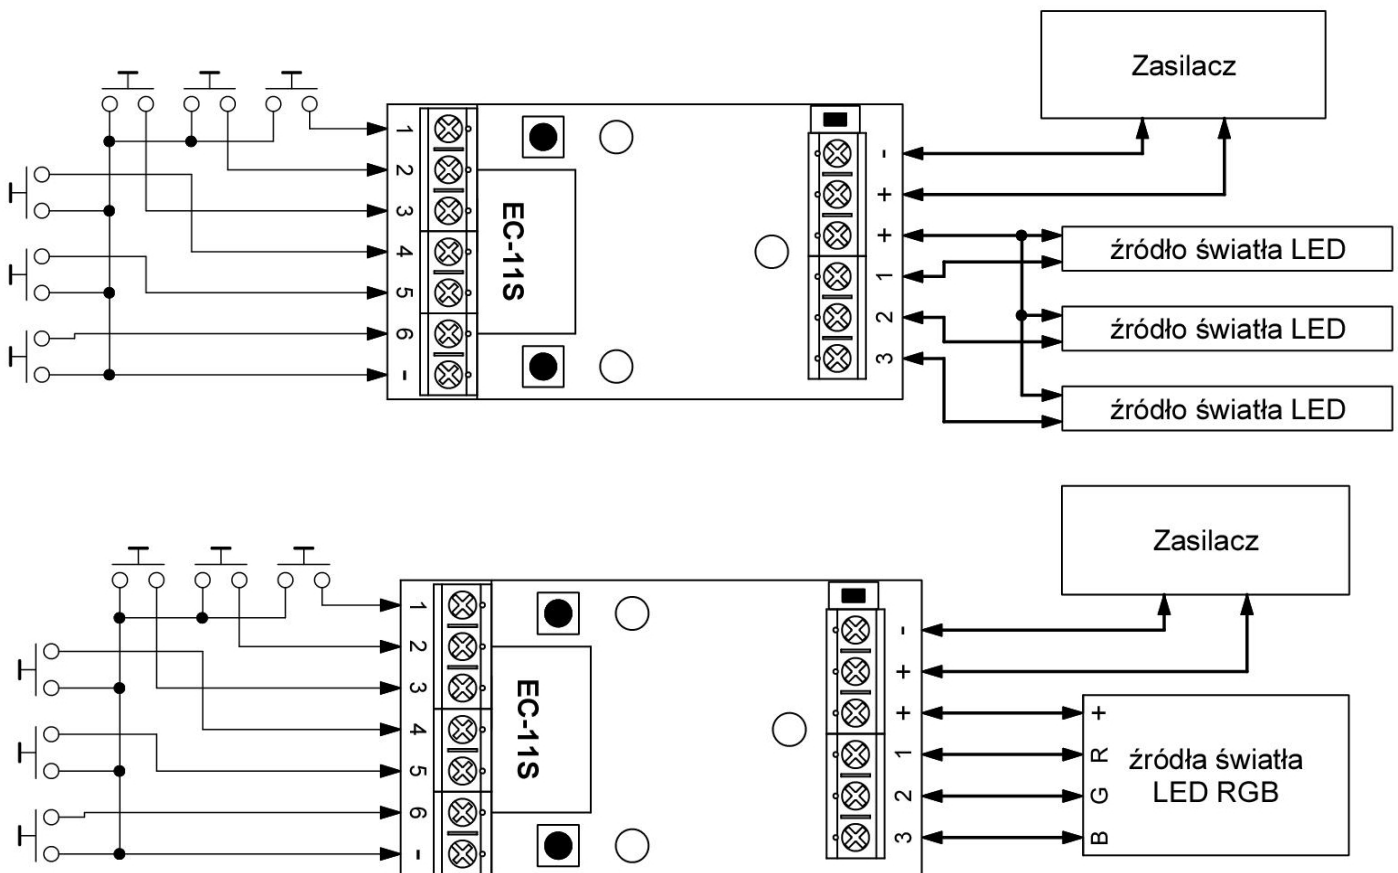 Zasilacz
1
2
3
4
5
6
-
EC-11S
-
+
+
1
2
3
źródło światła LED
źródło światła LED
źródło światła LED
Zasilacz
1
2
3
4
5
6
-
EC-11S
-
+
+
1
2
3
+
R
G
B
źródła światła
LED RGB